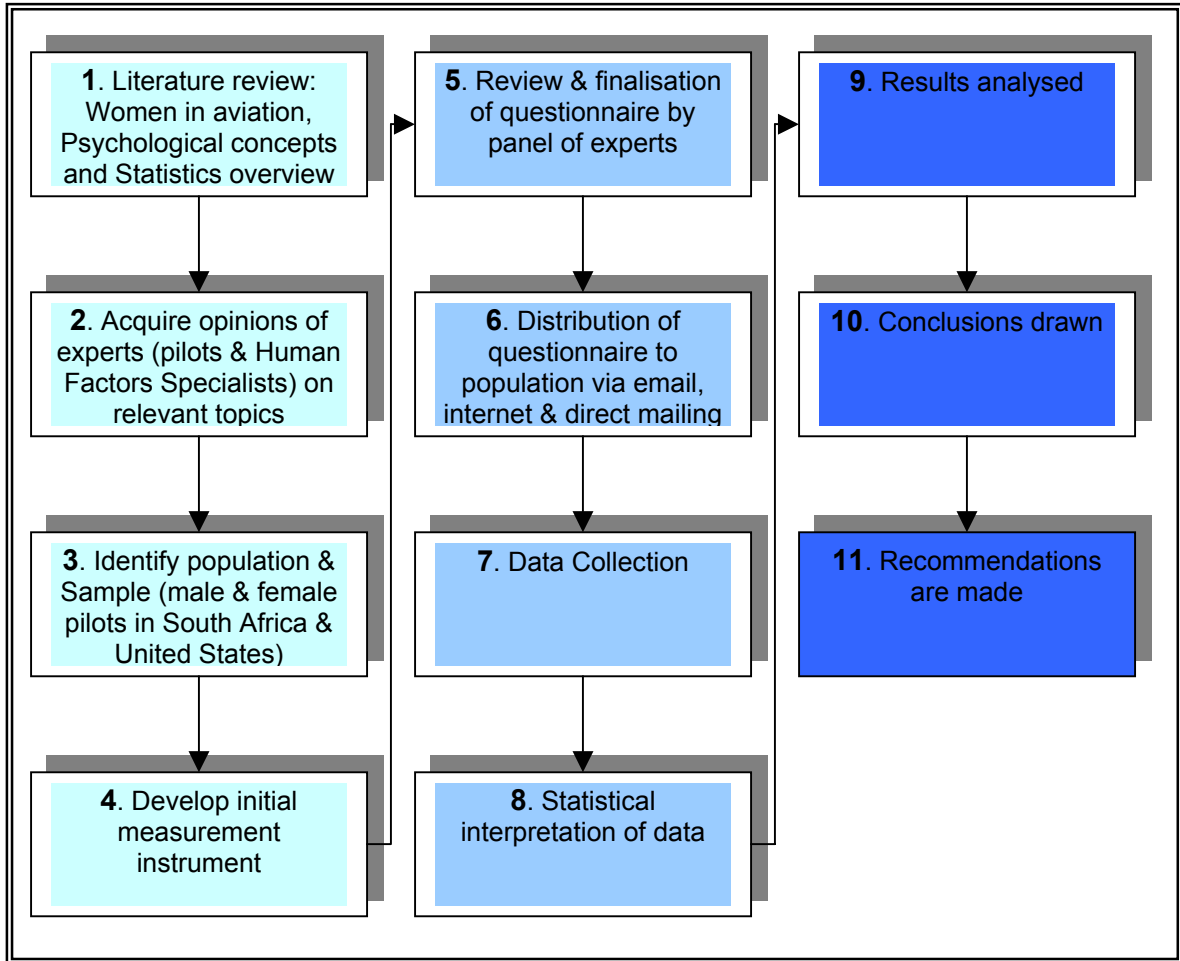 1. Literature review:
Women in aviation,
Psychological concepts
and Statistics overview
2. Acquire opinions of
experts (pilots & Human
Factors Specialists) on
relevant topics
3. Identify population &
Sample (male & female
pilots in South Africa &
United States)
4. Develop initial
measurement
instrument
5. Review & finalisation
of questionnaire by
panel of experts
6. Distribution of
questionnaire to
population via email,
internet & direct mailing
7. Data Collection
8. Statistical
interpretation of data
9. Results analysed
10. Conclusions drawn
11. Recommendations
are made